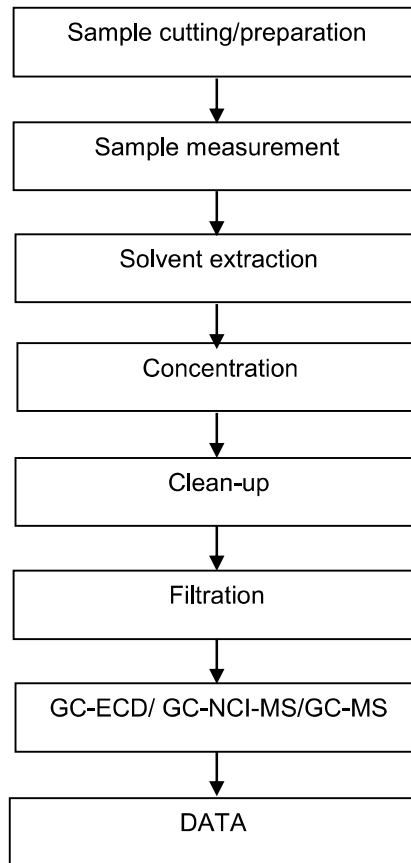 Sample cutting/preparation
Sample measurement
Solvent extraction
Concentration
Clean-up
Filtration
GC-ECD/ GC-NCI-MS/GC-MS
DATA